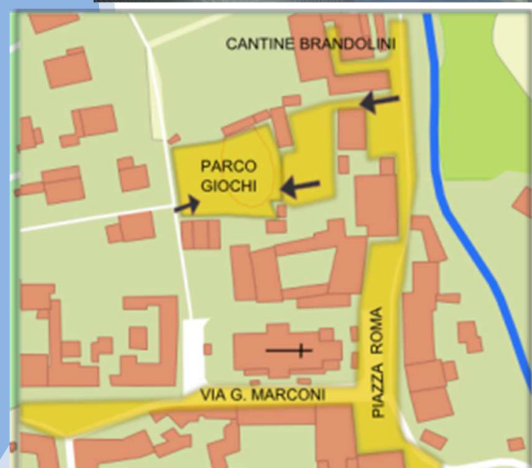 CANTINE BRANDOLINI
PARCO
GIOCHI
PIAZZA ROMA
VIA G. MARCONI